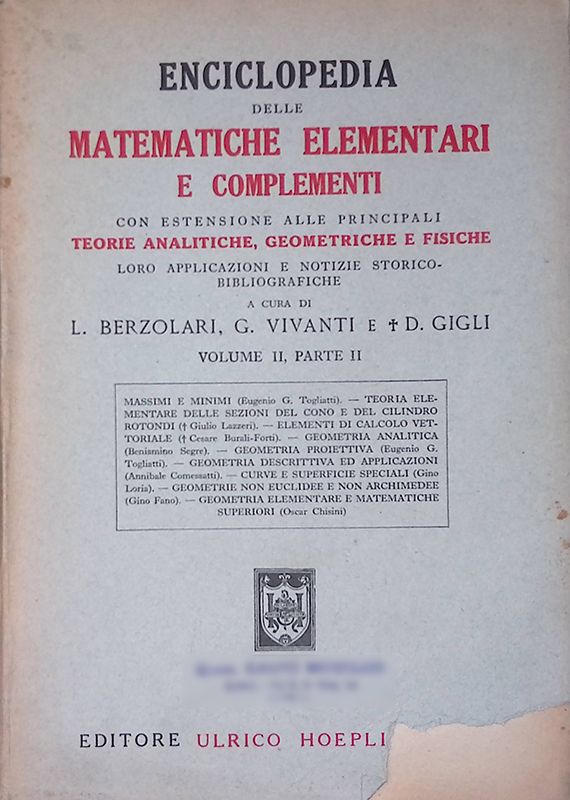 ENCICLOPEDIA
DELLE
MATEMATICHE ELEMENTARI
E COMPLEMENTI
CON ESTENSIONE ALLE PRINCIPALI
TEORIE ANALITICHE, GEOMETRICHE E FISICHE
LORO APPLICAZIONI E NOTIZIE STORICO-
BIBLIOGRAFICHE
A CURA DI
L. BERZOLARI, G. VIVANTI E ✝ D. GIGLI
VOLUME II, PARTE II
MASSIMI E MINIMI (Eugenio G. Togliatti). — TEORIA ELE-
MENTARE DELLE SEZIONI DEL CONO E DEL CILINDRO
ROTONDI († Giulio Lazzeri). — ELEMENTI DI CALCOLO VET-
TORIALE († Cesare Burali-Forti). — GEOMETRIA ANALITICA
(Beniamino Segre). — GEOMETRIA PROIETTIVA (Eugenio G.
Togliatti). — GEOMETRIA DESCRITTIVA ED APPLICAZIONI
(Annibale Comessatti). — CURVE E SUPERFICIE SPECIALI (Gino
Loria). — GEOMETRIE NON EUCLIDEE E NON ARCHIMEDEE
(Gino Fano). — GEOMETRIA ELEMENTARE E MATEMATICHE
SUPERIORI (Oscar Chisini)
EDITORE ULRICO HOEPLI